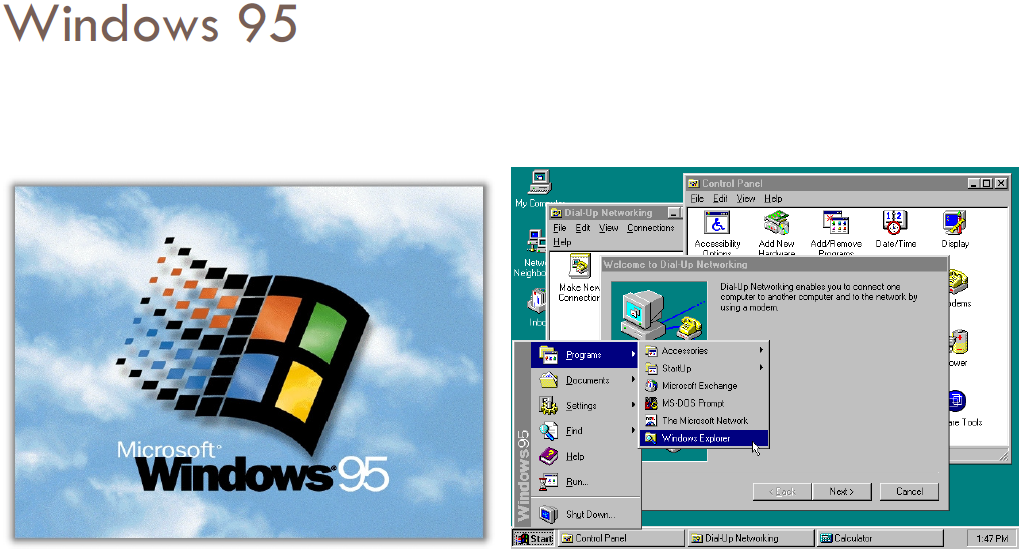 Windows 95
Microsoft®
Windows® 95
My Computer
Dial-Up Networking
File Edit View Connections
Help
Make New
Connection
Control Panel
File Edit View Help
Accessibility
Options
Add New
Hardware
Add/Remove
Programs
Date/Time
Display
Welcome to Dial-Up Networking
Dial-Up Networking enables you to connect one
computer to another computer and to the network by
using a modem.
< Back
Next >
Cancel
Windows95
Programs
Documents
Settings
Find
Help
Run...
Shut Down...
Accessories
StartUp
Microsoft Exchange
MS-DOS Prompt
The Microsoft Network
Windows Explorer
Start
Control Panel
Dial-Up Networking
Calculator
1:47 PM